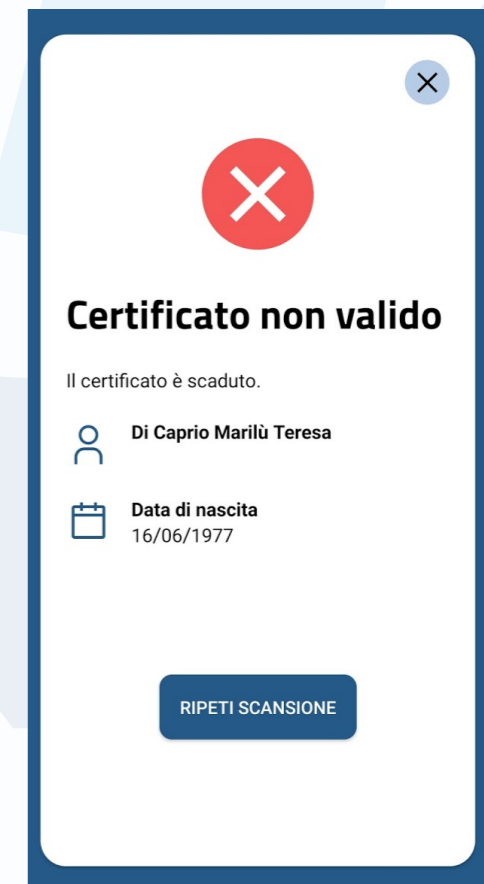 Certificato non valido
Il certificato è scaduto.
Di Caprio Marilù Teresa
Data di nascita
16/06/1977
RIPETI SCANSIONE